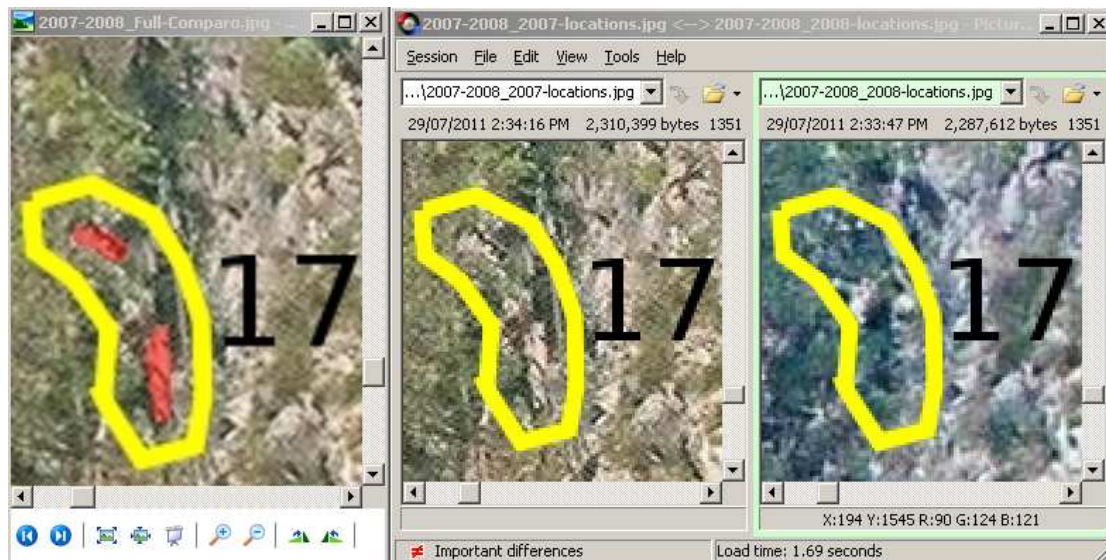 2007-2008_Full-Comparo.jpg - ...
17
2007-2008_2007-locations.jpg <--> 2007-2008_2008-locations.jpg - Pictur...
Session File Edit View Tools Help
...\2007-2008_2007-locations.jpg
29/07/2011 2:34:16 PM 2,310,399 bytes 1351
17
...\2007-2008_2008-locations.jpg
29/07/2011 2:33:47 PM 2,287,612 bytes 1351
17
X:194 Y:1545 R:90 G:124 B:121
Important differences
Load time: 1.69 seconds